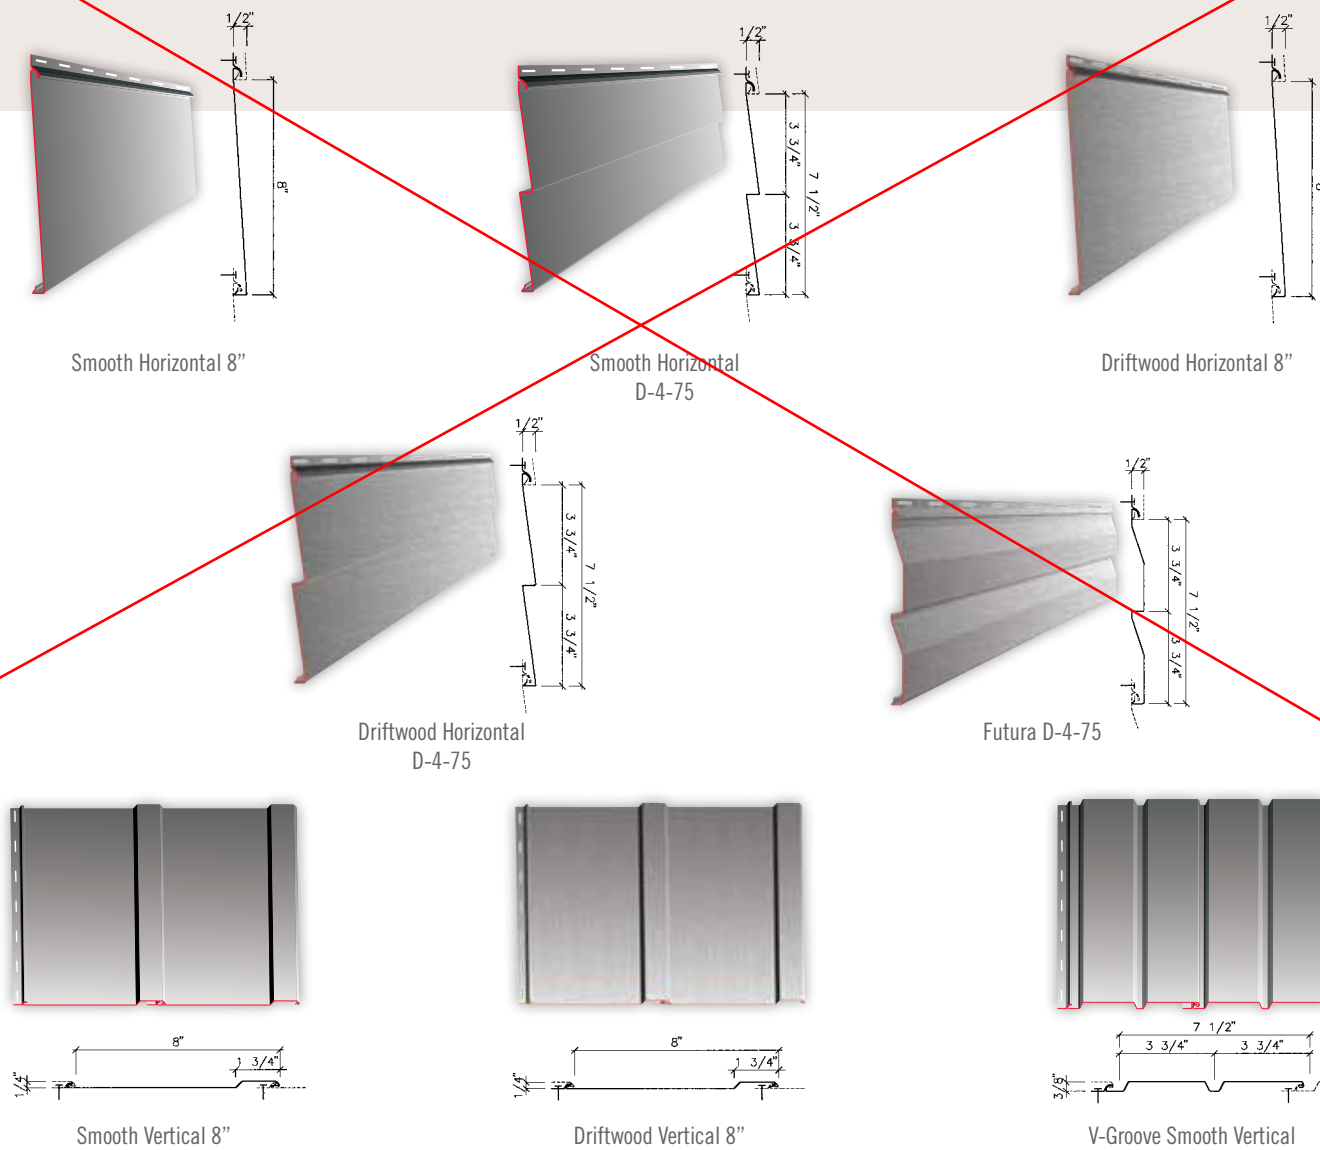 1/2"
8"
Smooth Horizontal 8”
1/2"
3 3/4"
7 1/2"
3 3/4"
Smooth Horizontal
D-4-75
1/2"
Driftwood Horizontal 8”
1/2"
3 3/4"
7 1/2"
3 3/4"
Driftwood Horizontal
D-4-75
1/2"
3 3/4"
7 1/2"
3 3/4"
Futura D-4-75
8"
1 3/4"
1/4"
Smooth Vertical 8”
8"
1 3/4"
1/4"
Driftwood Vertical 8”
7 1/2"
3 3/4" 3 3/4"
3/8"
V-Groove Smooth Vertical